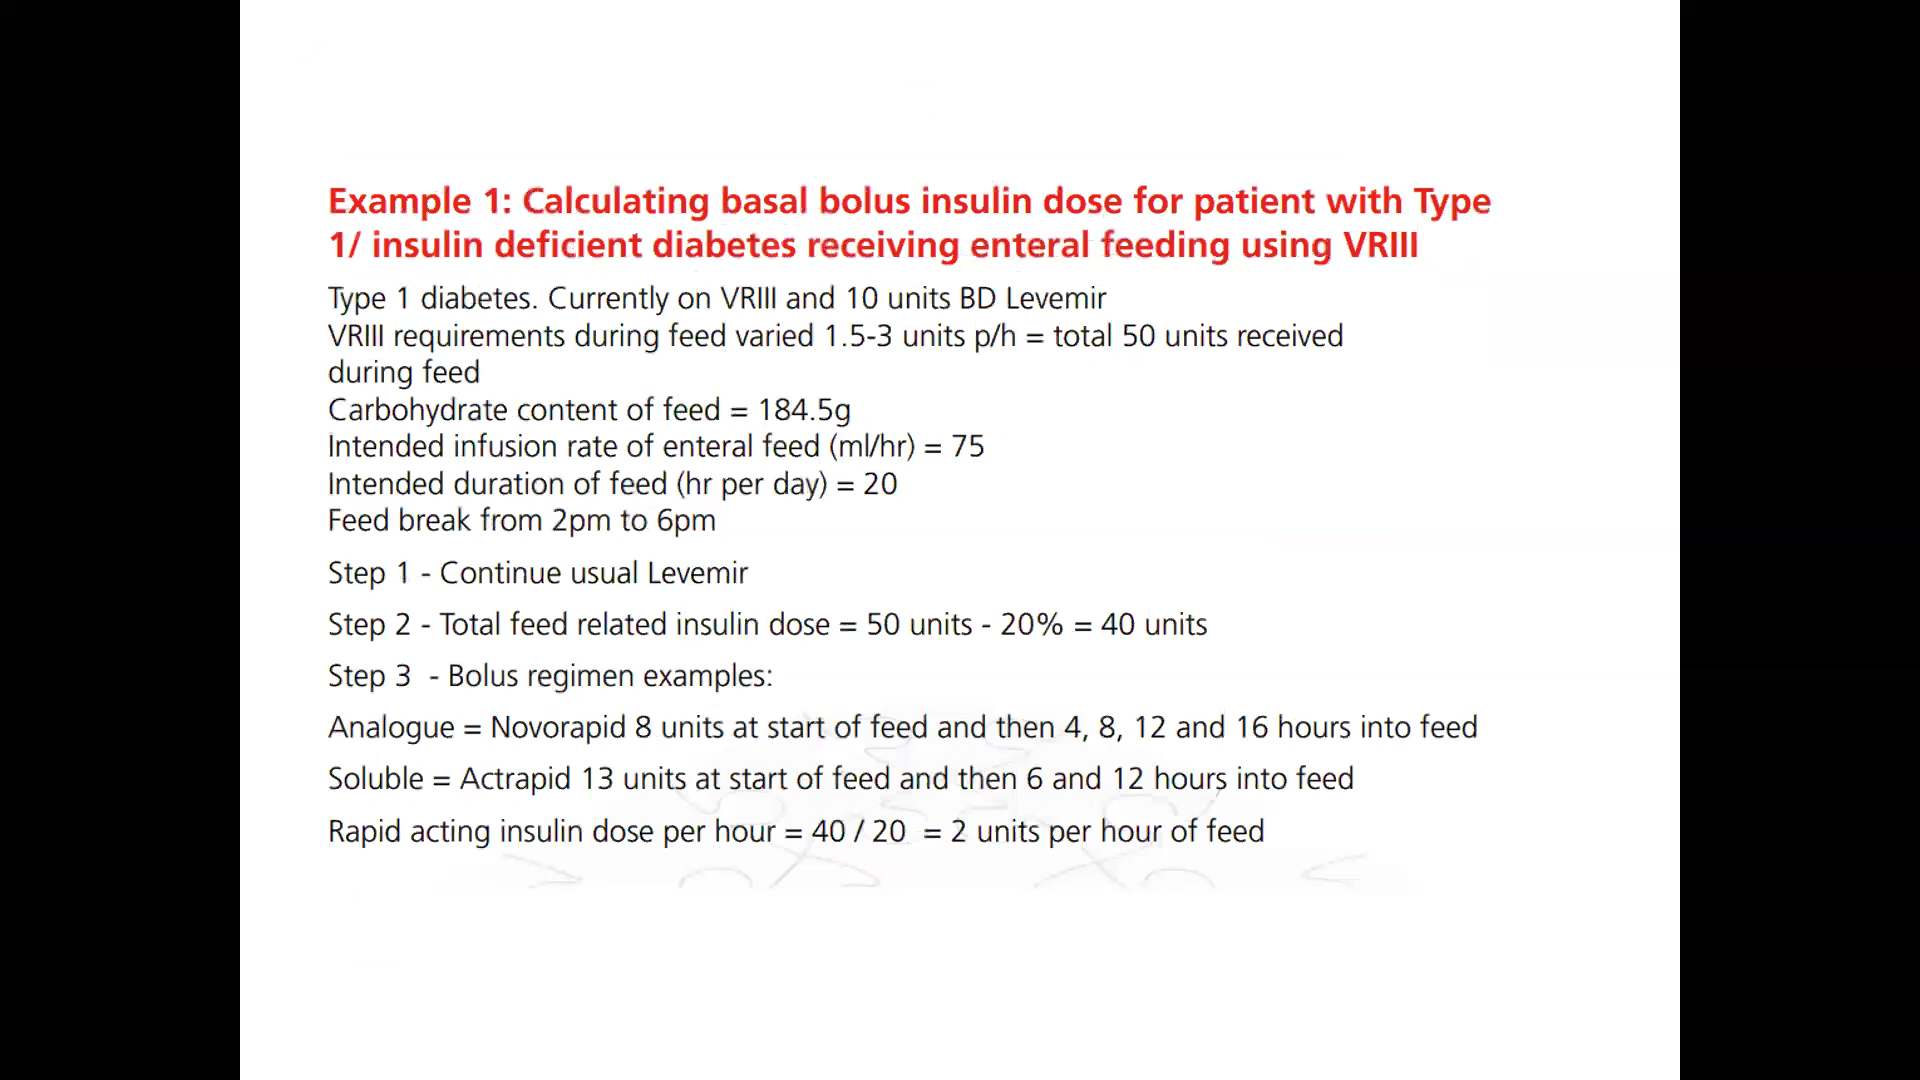 Example 1: Calculating basal bolus insulin dose for patient with Type
1/ insulin deficient diabetes receiving enteral feeding using VRIII
Type 1 diabetes. Currently on VRIII and 10 units BD Levemir
VRIII requirements during feed varied 1.5-3 units p/h = total 50 units received
during feed
Carbohydrate content of feed = 184.5g
Intended infusion rate of enteral feed (ml/hr) = 75
Intended duration of feed (hr per day) = 20
Feed break from 2pm to 6pm
Step 1 - Continue usual Levemir
Step 2 - Total feed related insulin dose = 50 units - 20% = 40 units
Step 3 - Bolus regimen examples:
Analogue = Novorapid 8 units at start of feed and then 4, 8, 12 and 16 hours into feed
Soluble = Actrapid 13 units at start of feed and then 6 and 12 hours into feed
Rapid acting insulin dose per hour = 40 / 20 = 2 units per hour of feed